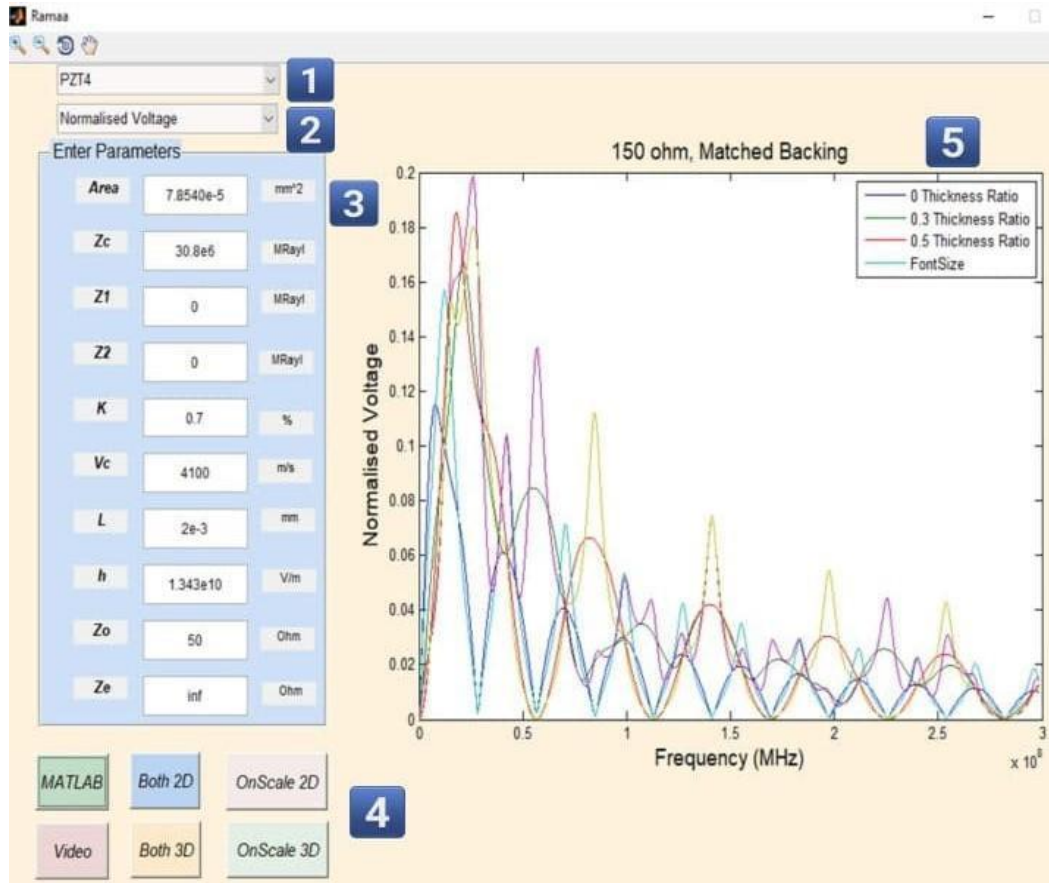 Ramaa
PZT4
1
Normalised Voltage
2
Enter Parameters
3
Area 7.8540e-5 mm^2
Zc 30.8e6 MRayl
Z1 0 MRayl
Z2 0 MRayl
K 0.7 %
Vc 4100 m/s
L 2e-3 mm
h 1.343e10 V/m
Zo 50 Ohm
Ze inf Ohm
MATLAB Both 2D OnScale 2D
Video Both 3D OnScale 3D
4
5
150 ohm, Matched Backing
0 Thickness Ratio
0.3 Thickness Ratio
0.5 Thickness Ratio
FontSize
Normalised Voltage
0.2
0.18
0.16
0.14
0.12
0.1
0.08
0.06
0.04
0.02
0
0 0.5 1 1.5 2 2.5 3
Frequency (MHz)